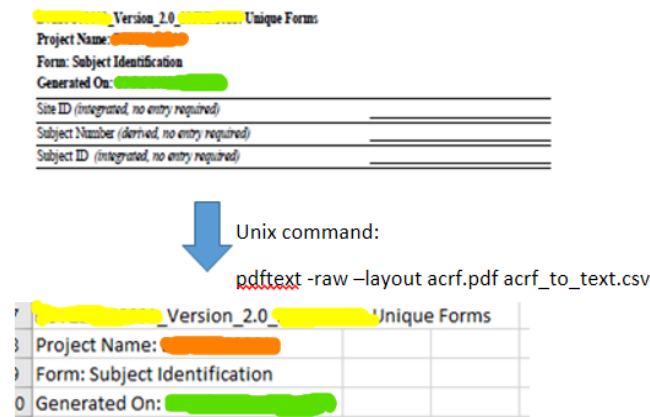 _Version_2.0_ Unique Forms
Project Name:
Form: Subject Identification
Generated On:
Site ID (integrated, no entry required)
Subject Number (derived, no entry required)
Subject ID (integrated, no entry required)
Unix command:
pdftext -raw –layout acrf.pdf acrf_to_text.csv
7 _Version_2.0_ Unique Forms
Project Name:
Form: Subject Identification
0 Generated On: